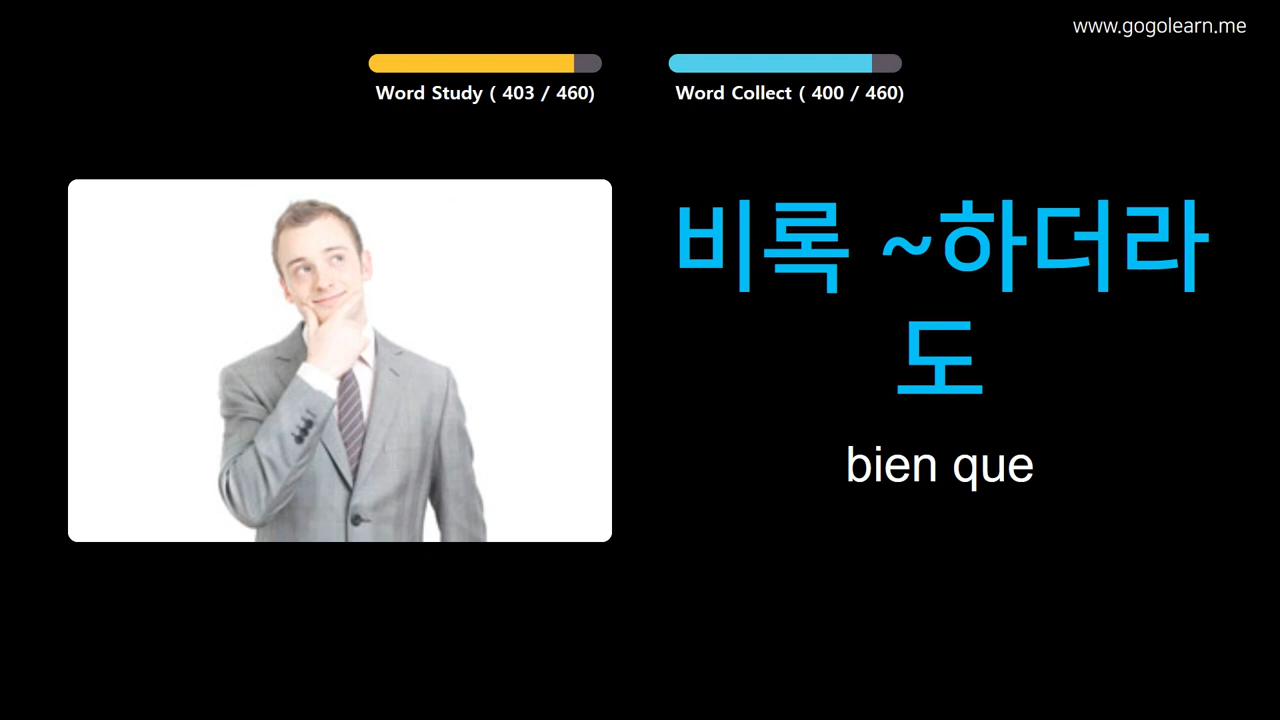 www.gogolearn.me
Word Study ( 403 / 460)
Word Collect ( 400 / 460)
비록 ~하더라
도
bien que